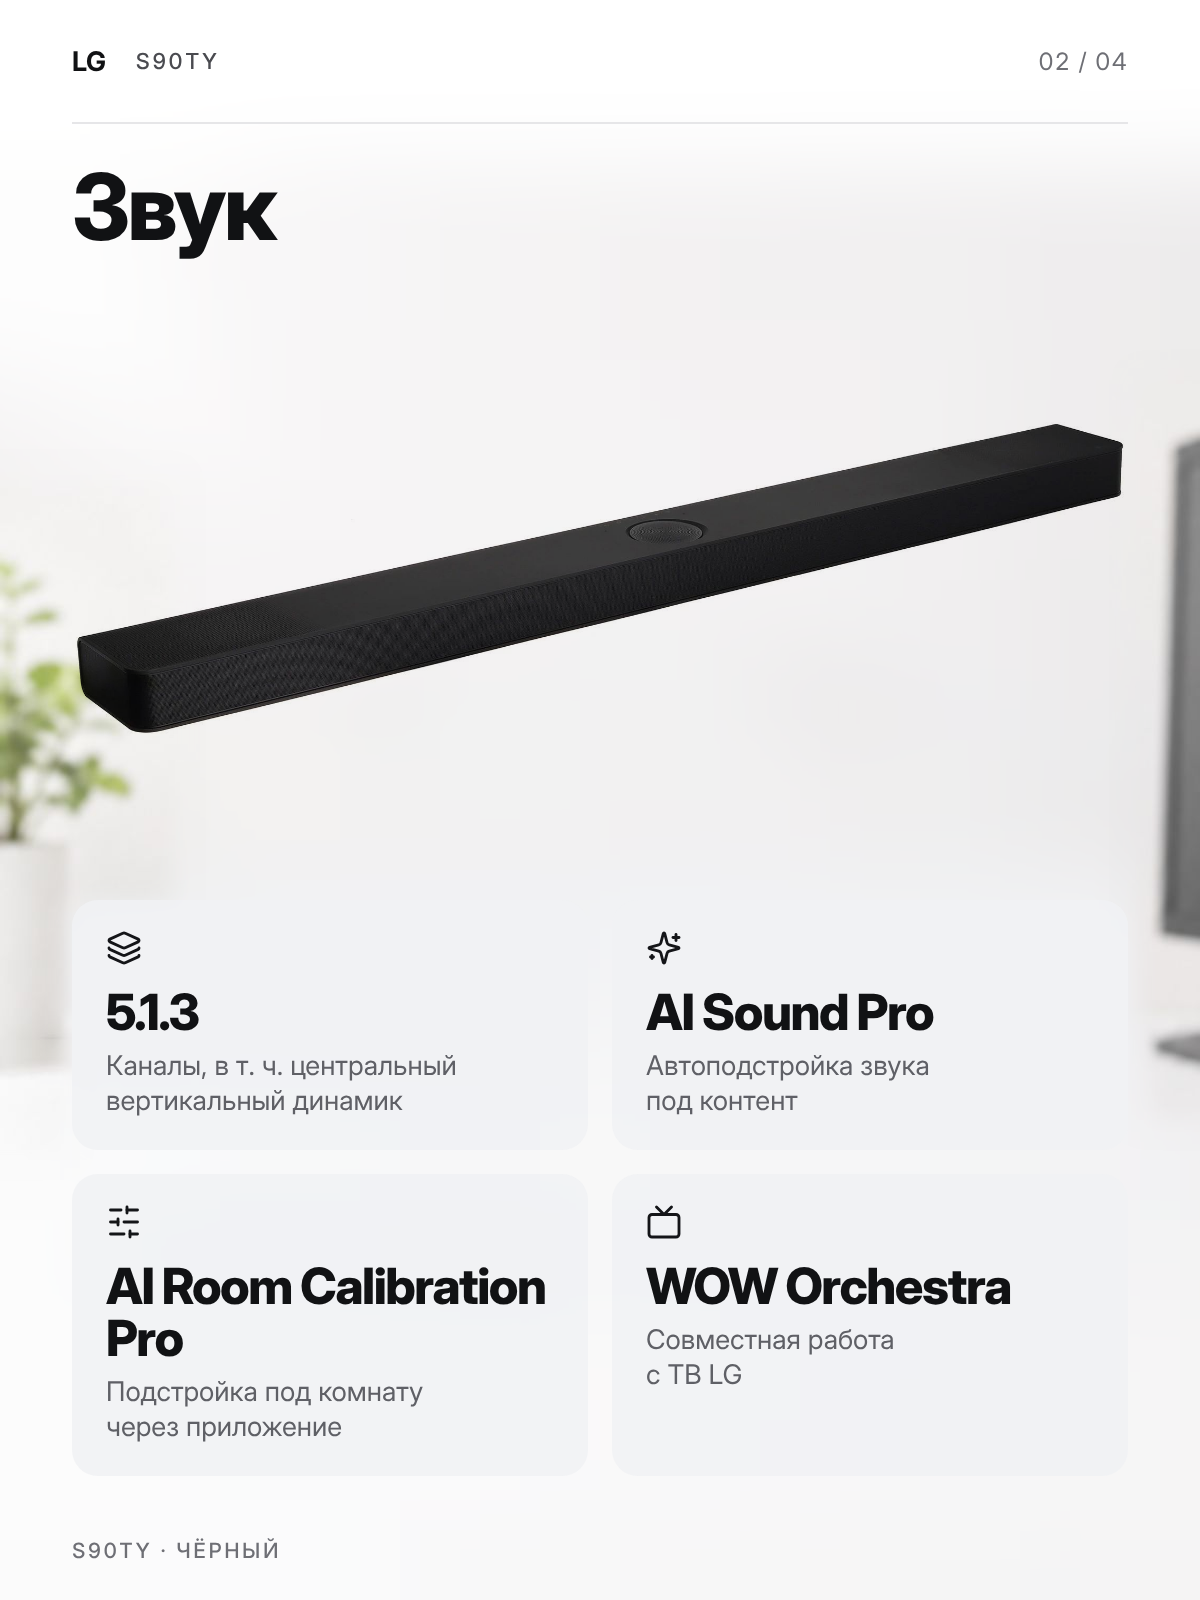 LG S90TY 02 / 04
Звук
5.1.3
Каналы, в т. ч. центральный
вертикальный динамик
AI Sound Pro
Автоподстройка звука
под контент
AI Room Calibration
Pro
Подстройка под комнату
через приложение
WOW Orchestra
Совместная работа
с ТВ LG
S90TY · ЧЁРНЫЙ